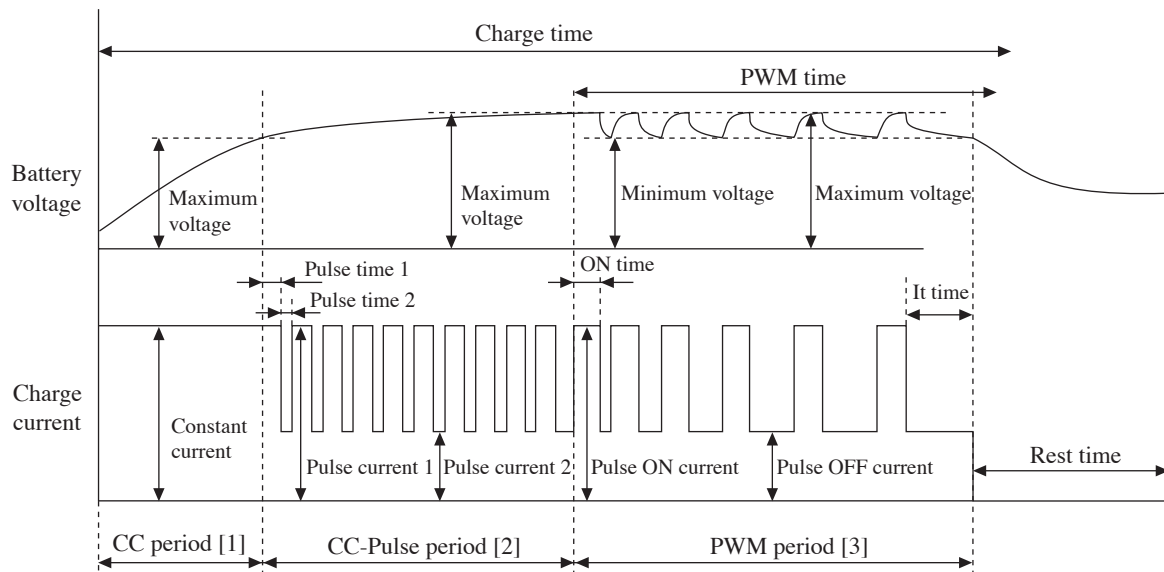 Charge time
PWM time
Battery
voltage
Maximum
voltage
Maximum
voltage
Minimum voltage
Maximum voltage
Pulse time 1
ON time
Pulse time 2
It time
Charge
current
Constant
current
Pulse current 1
Pulse current 2
Pulse ON current
Pulse OFF current
Rest time
CC period [1]
CC-Pulse period [2]
PWM period [3]